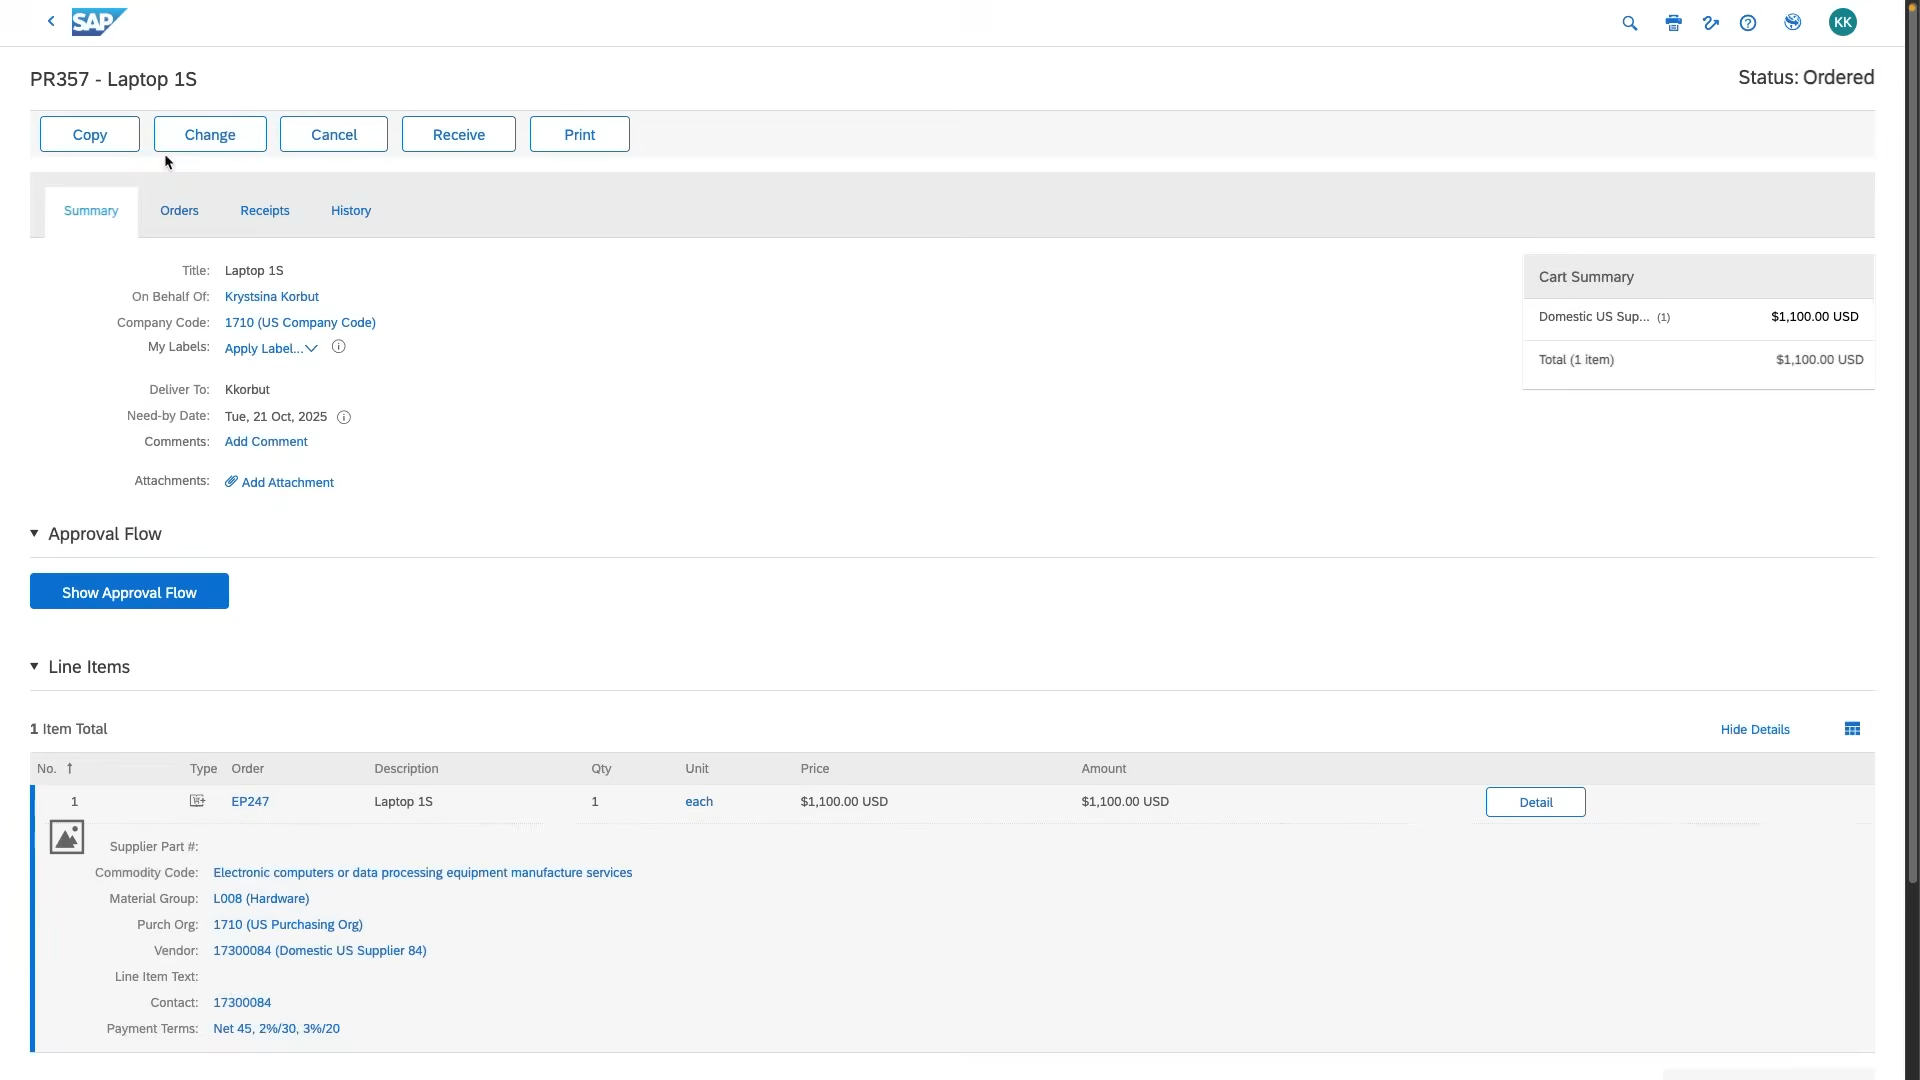 SAP
KK
PR357 - Laptop 1S
Status: Ordered
Copy Change Cancel Receive Print
Summary Orders Receipts History
Title: Laptop 1S
On Behalf Of: Krystsina Korbut
Company Code: 1710 (US Company Code)
My Labels: Apply Label...
Deliver To: Kkorbut
Need-by Date: Tue, 21 Oct, 2025
Comments: Add Comment
Attachments: Add Attachment
Cart Summary
Domestic US Sup... (1) $1,100.00 USD
Total (1 item) $1,100.00 USD
Approval Flow
Show Approval Flow
Line Items
1 Item Total
Hide Details
No. ↑ Type Order Description Qty Unit Price Amount
1 EP247 Laptop 1S 1 each $1,100.00 USD $1,100.00 USD Detail
Supplier Part #:
Commodity Code: Electronic computers or data processing equipment manufacture services
Material Group: L008 (Hardware)
Purch Org: 1710 (US Purchasing Org)
Vendor: 17300084 (Domestic US Supplier 84)
Line Item Text:
Contact: 17300084
Payment Terms: Net 45, 2%/30, 3%/20